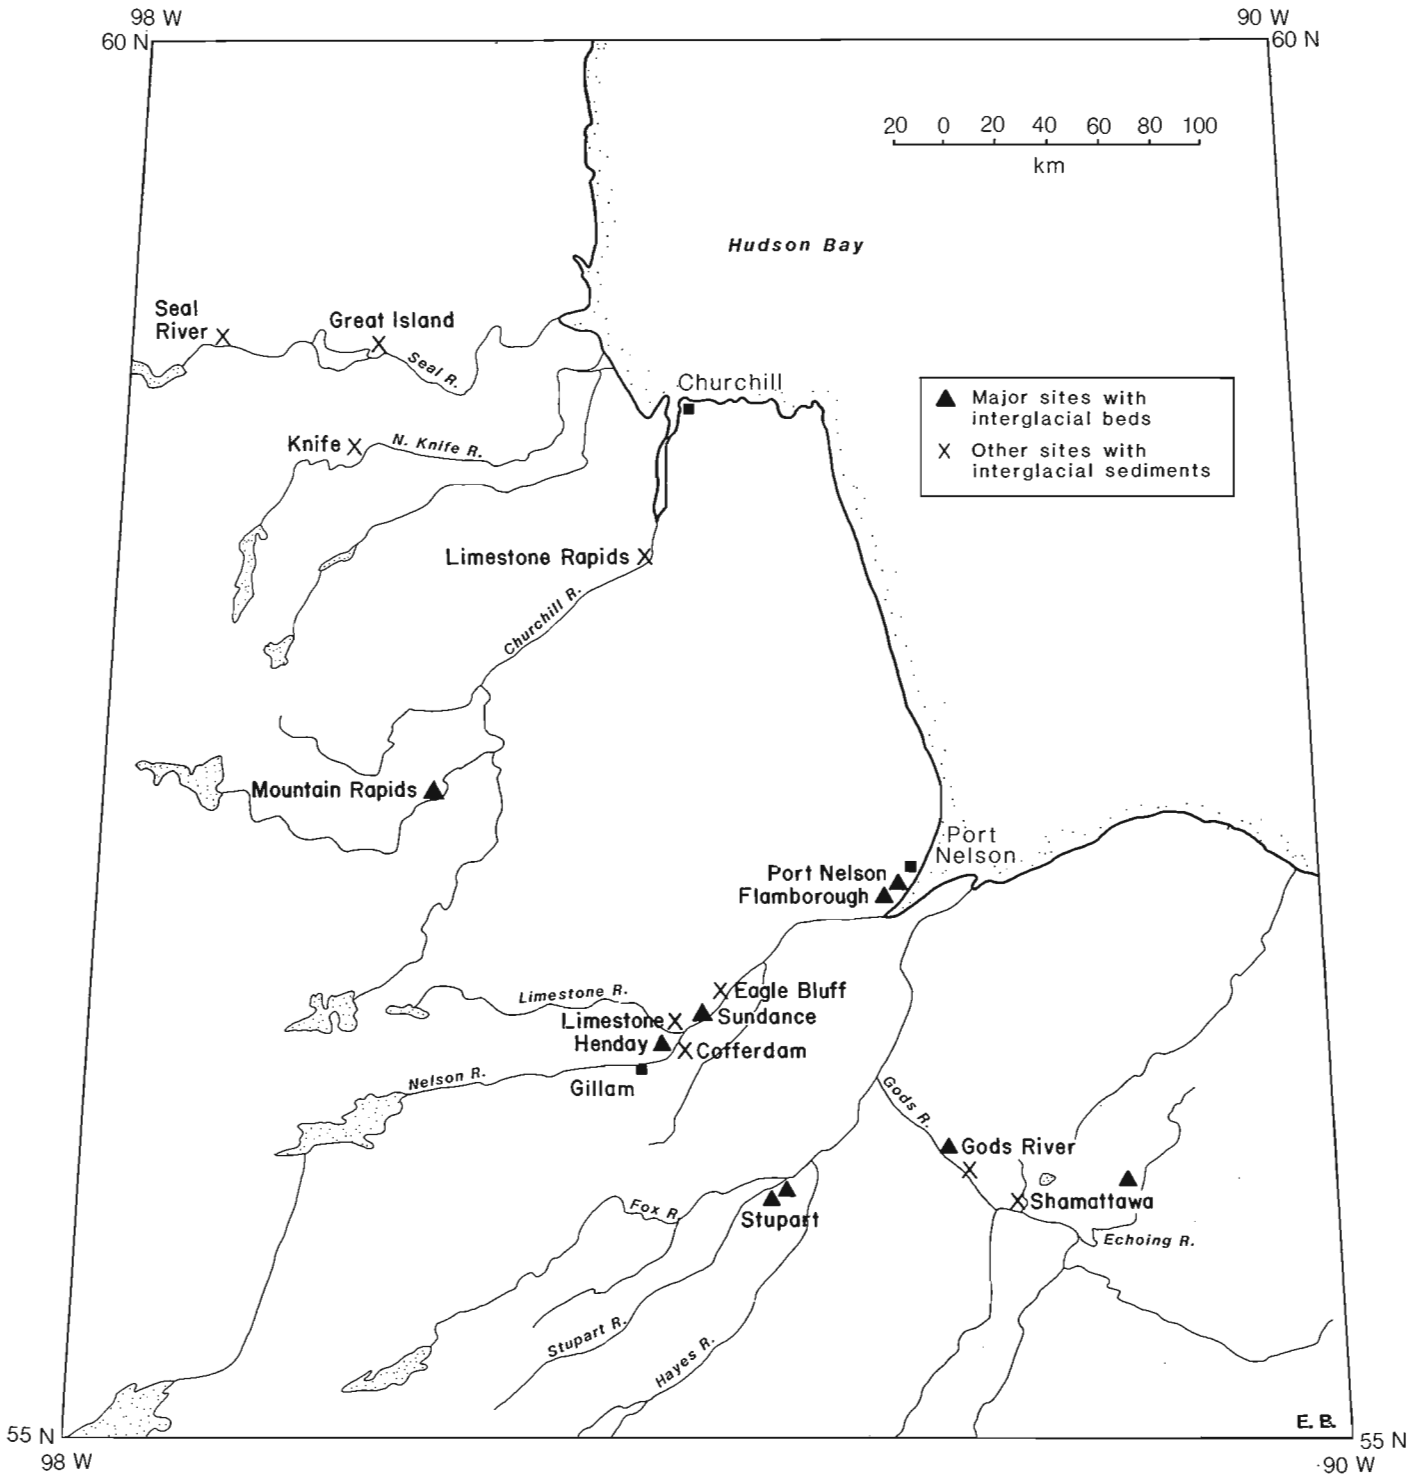 98 W
90 W
60 N
60 N
20 0 20 40 60 80 100
km
Hudson Bay
Seal
River
Great Island
Seal R.
Churchill
Major sites with
interglacial beds
Other sites with
interglacial sediments
Knife
N. Knife R.
Limestone Rapids
Churchill R.
Mountain Rapids
Port
Nelson
Port Nelson
Flamborough
Limestone R.
Eagle Bluff
Limestone
Sundance
Henday
Cofferdam
Nelson R.
Gillam
Gods R.
Gods River
Shamattawa
Fox R.
Stupart
Echoing R.
Stupart R.
Hayes R.
E. B.
55 N
55 N
98 W
90 W